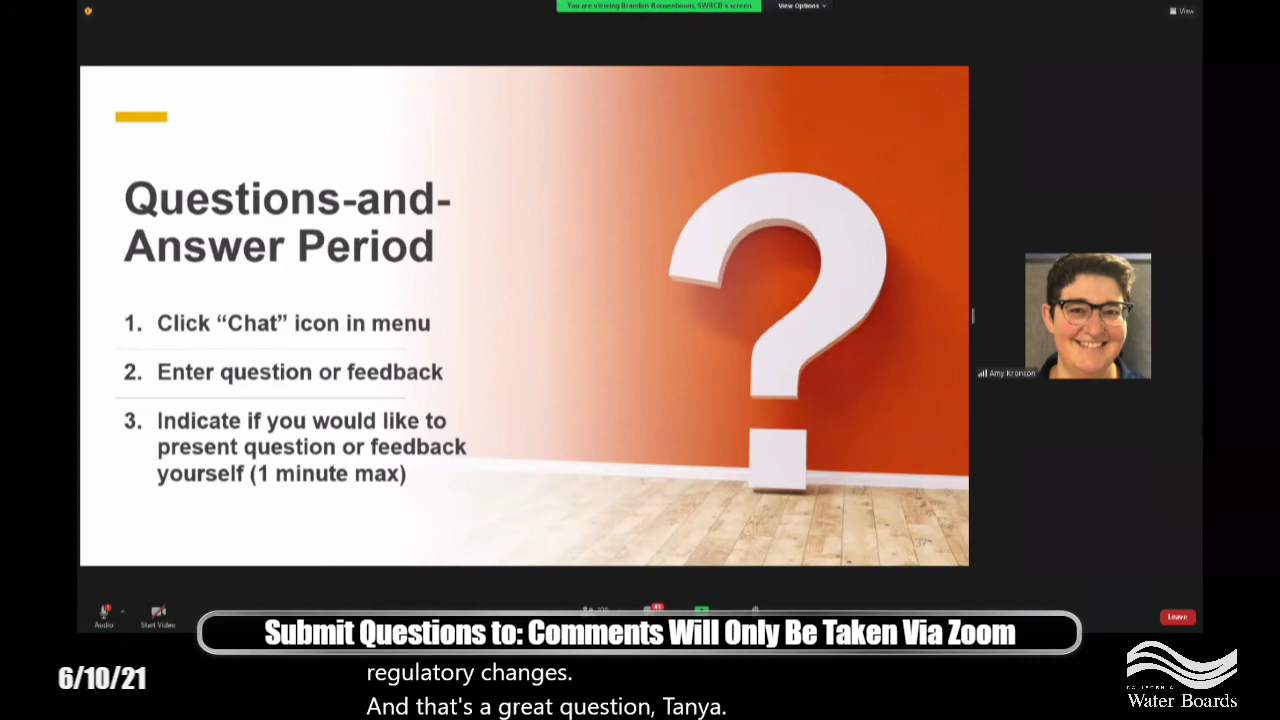 You are viewing Brandon Roosenboom, SWRCB's screen
View Options
View
Questions-and-
Answer Period
1. Click “Chat” icon in menu
2. Enter question or feedback
3. Indicate if you would like to
present question or feedback
yourself (1 minute max)
37
Amy Kronson
Audio
Start Video
41
Leave
Submit Questions to: Comments Will Only Be Taken Via Zoom
6/10/21
regulatory changes.
And that's a great question, Tanya.
Water Boards